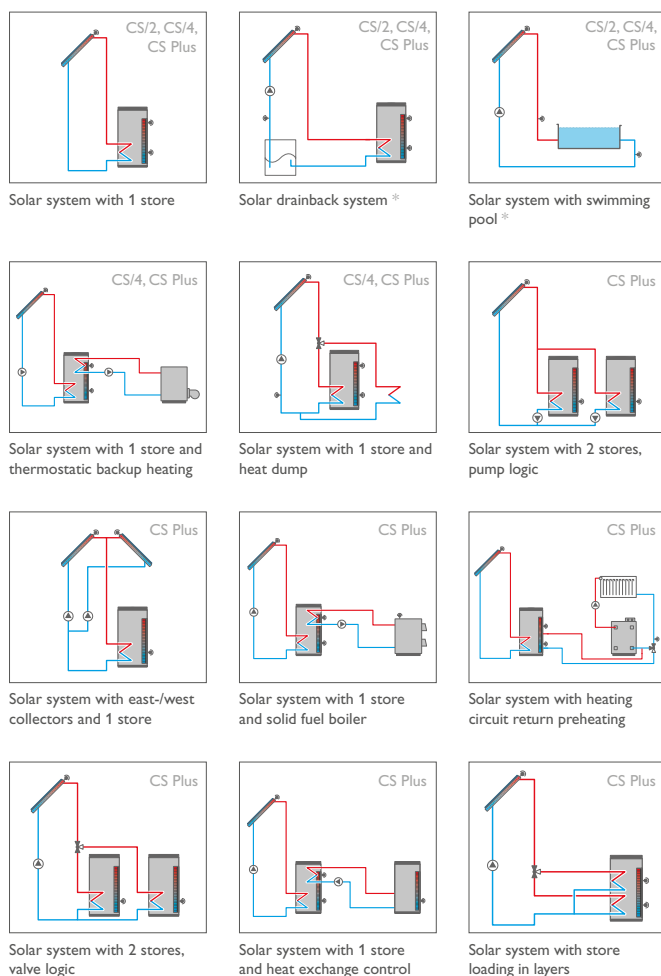 CS/2, CS/4,
CS Plus
Solar system with 1 store
CS/2, CS/4,
CS Plus
Solar drainback system *
CS/2, CS/4,
CS Plus
Solar system with swimming
pool *
CS/4, CS Plus
Solar system with 1 store and
thermostatic backup heating
CS/4, CS Plus
Solar system with 1 store and
heat dump
CS Plus
Solar system with 2 stores,
pump logic
CS Plus
Solar system with east-/west
collectors and 1 store
CS Plus
Solar system with 1 store
and solid fuel boiler
CS Plus
Solar system with heating
circuit return preheating
CS Plus
Solar system with 2 stores,
valve logic
CS Plus
Solar system with 1 store
and heat exchange control
CS Plus
Solar system with store
loading in layers